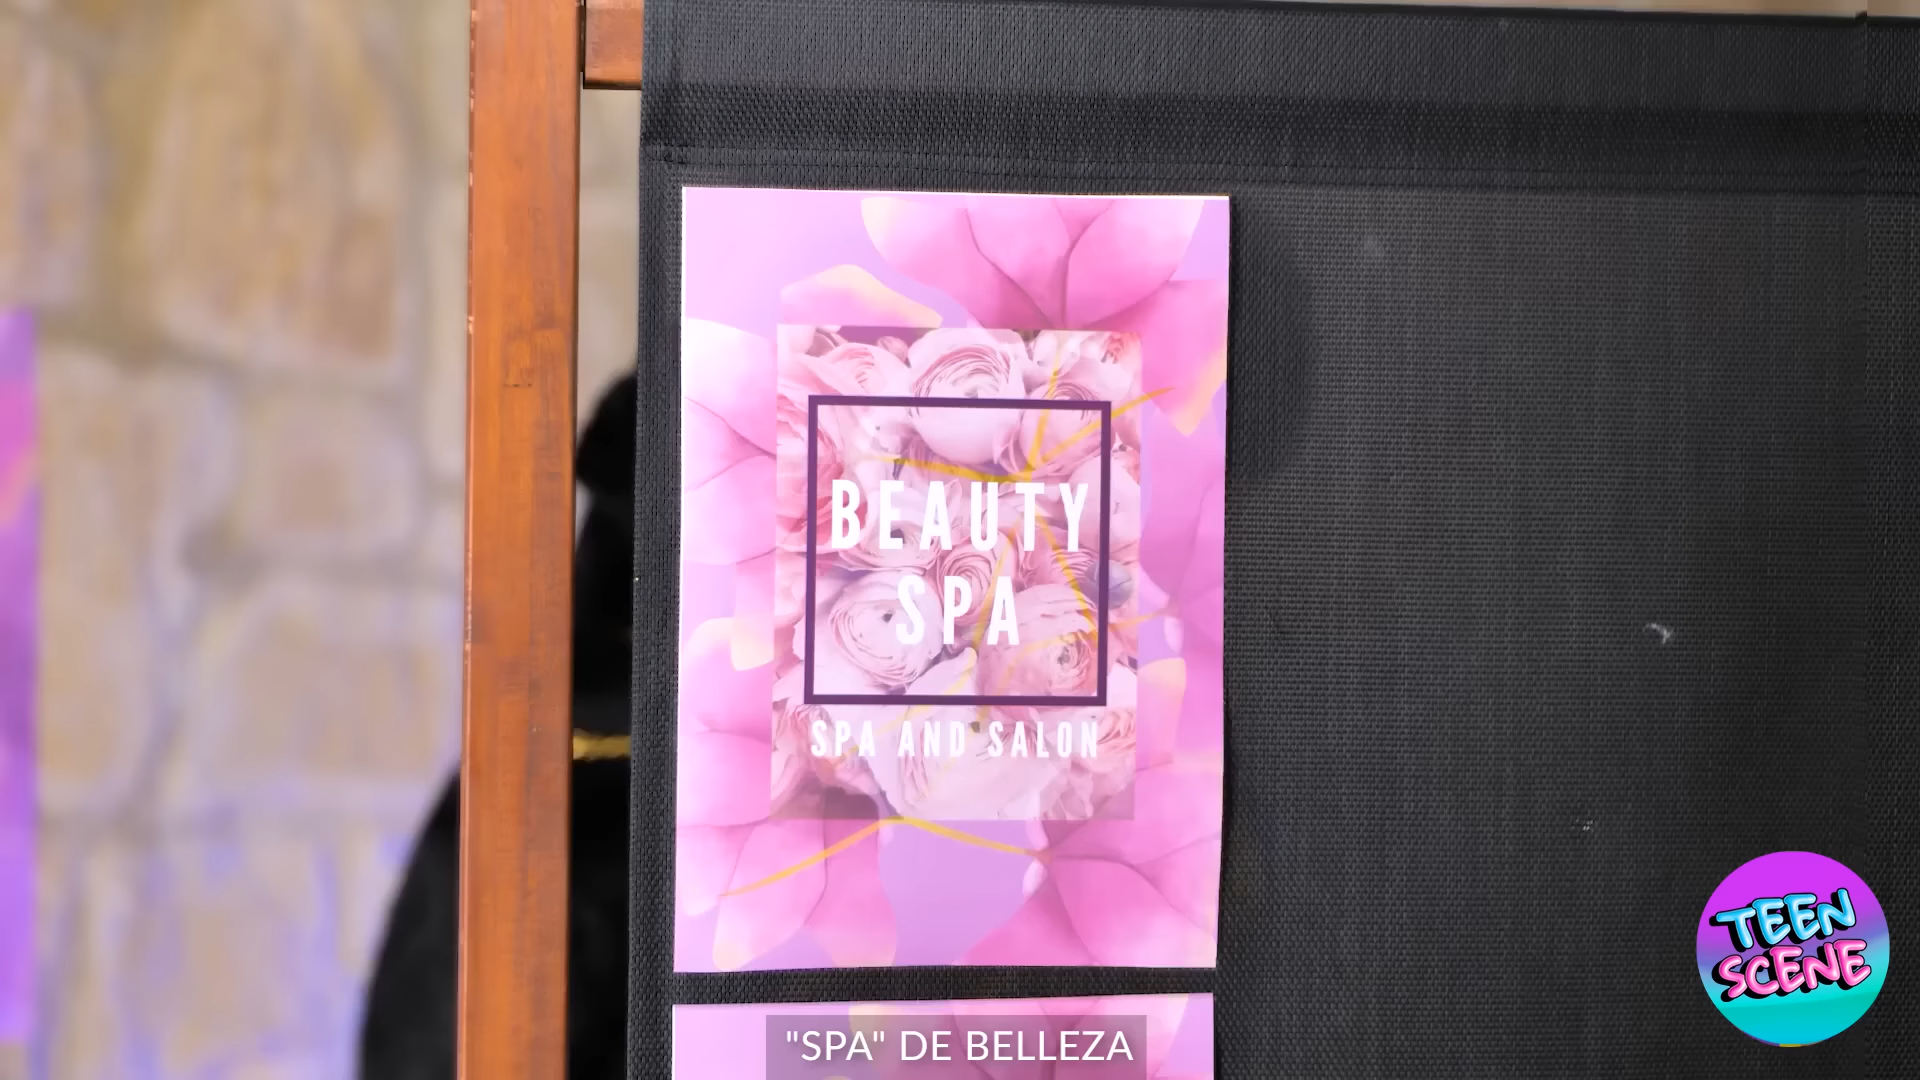 BEAUTY
SPA
SPA AND SALON
TEEN
SCENE
"SPA" DE BELLEZA